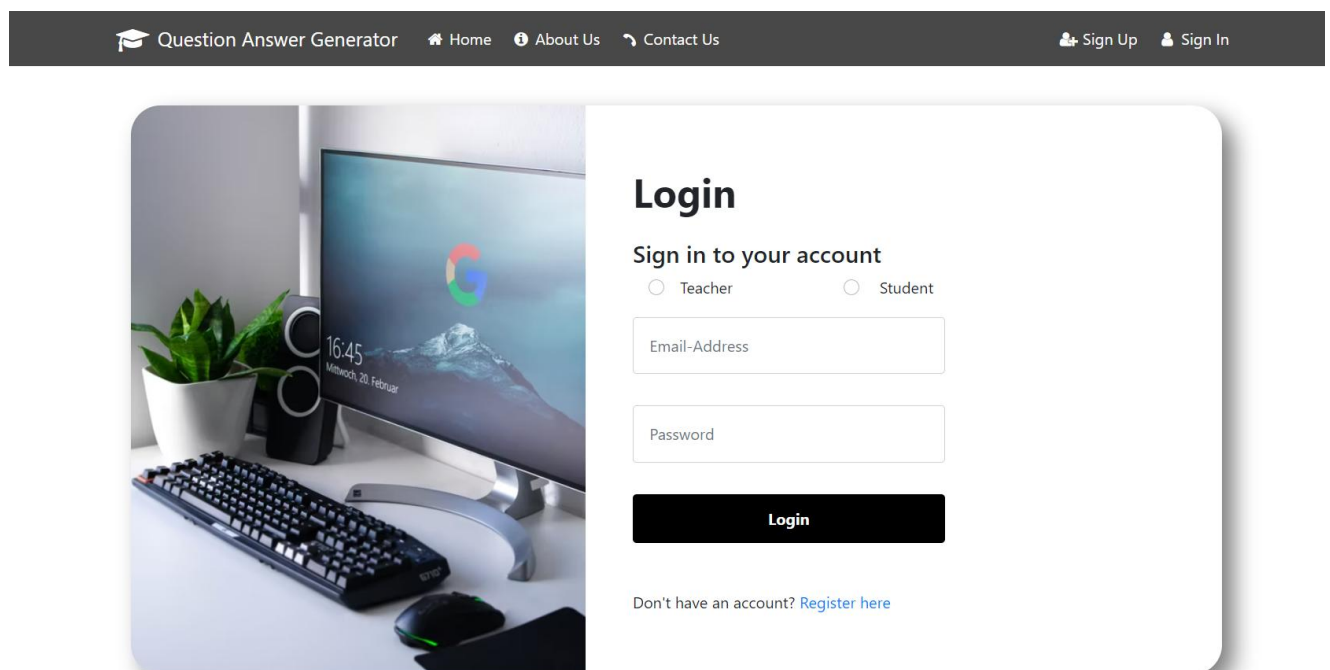 Question Answer Generator Home About Us Contact Us Sign Up Sign In
Login
Sign in to your account
Teacher Student
Email-Address
16:45
Mittwoch, 20. Februar
Password
Login
Don't have an account? Register here